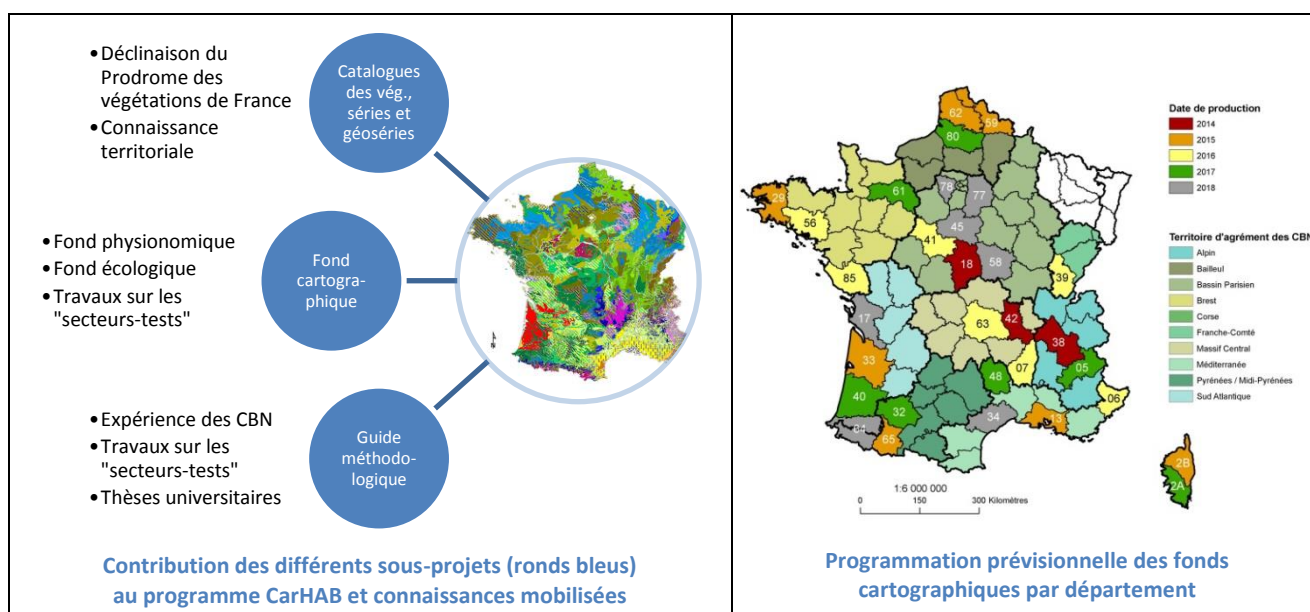 •Déclinaison du
Prodrome des
végétations de France
•Connaissance
territoriale
Catalogues
des vég.,
séries et
géoséries
•Fond physionomique
•Fond écologique
•Travaux sur les
"secteurs-tests"
Fond
cartogra-
phique
•Expérience des CBN
•Travaux sur les
"secteurs-tests"
•Thèses universitaires
Guide
méthodo-
logique
Contribution des différents sous-projets (ronds bleus)
au programme CarHAB et connaissances mobilisées
62
59
80
61
78
77
29
56
45
41
18
58
85
39
17
63
42
38
33
07
48
05
40
32
06
34
13
64
65
2B
2A
1:6 000 000
0 150 300 Kilomètres
Date de production
2014
2015
2016
2017
2018
Territoire d'agrément des CBN
Alpin
Bailleul
Bassin Parisien
Brest
Corse
Franche-Comté
Massif Central
Méditerranée
Pyrénées / Midi-Pyrénées
Sud Atlantique
Programmation prévisionnelle des fonds
cartographiques par département